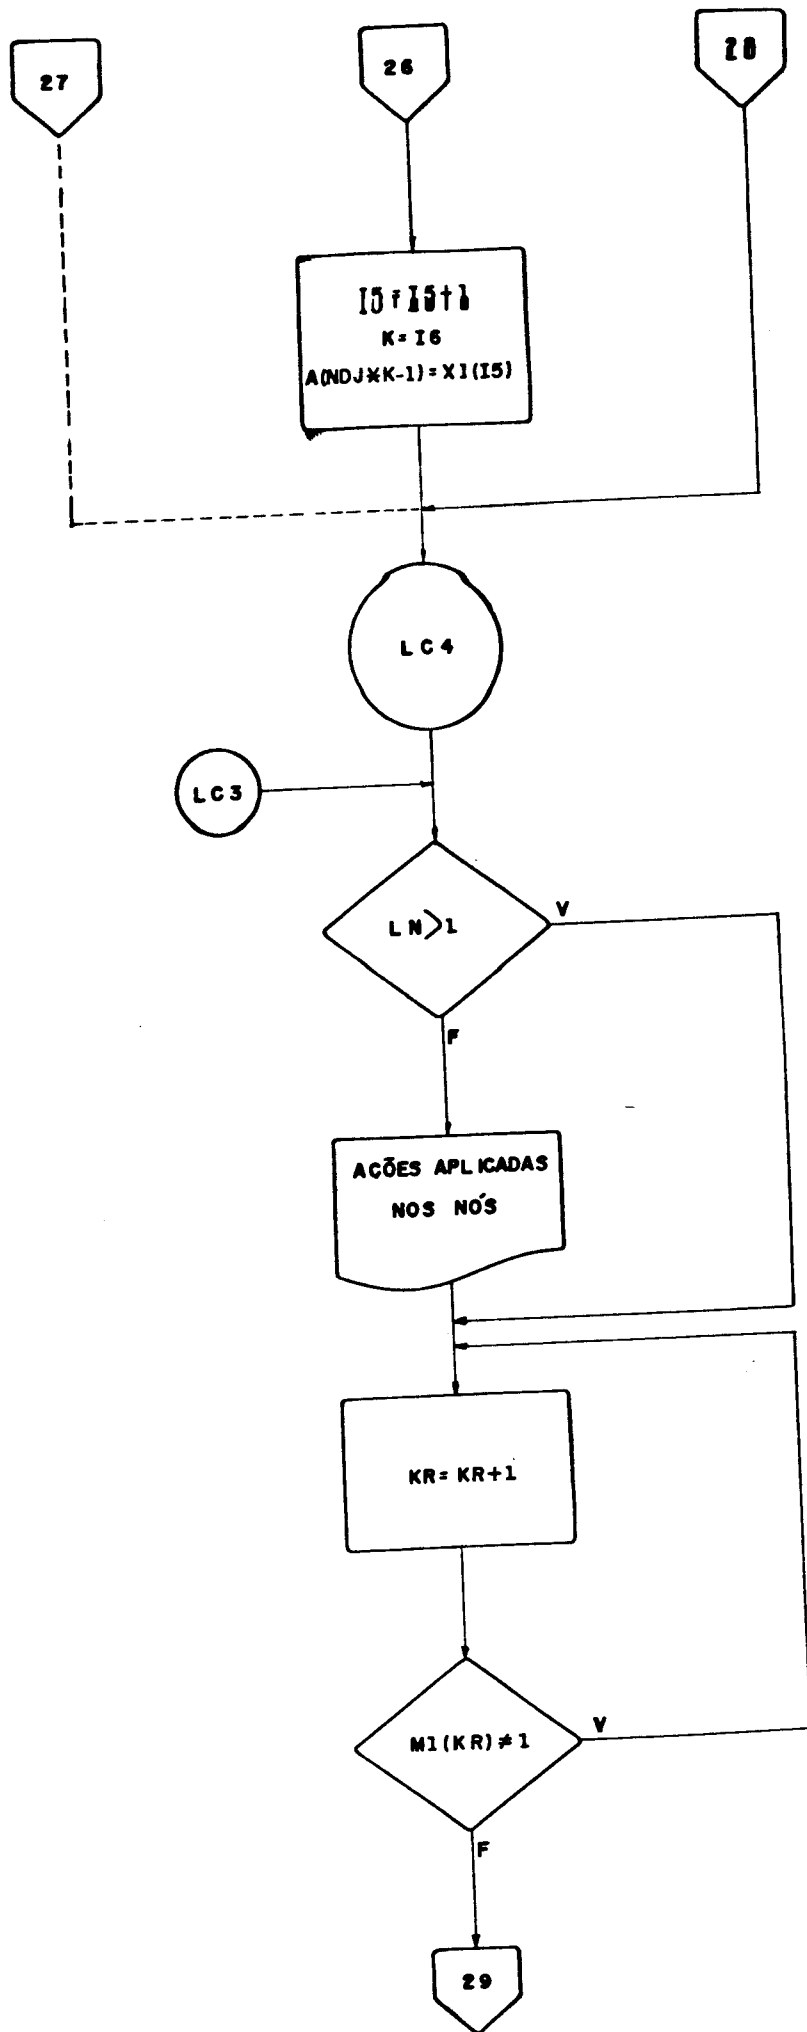 27
26
28
I5=I5+1
K=I6
A(NDJ*K-1)=X1(I5)
LC4
LC3
LN>1
V
F
AÇÕES APLICADAS
NOS NÓS
KR=KR+1
M1(KR)≠1
V
F
29